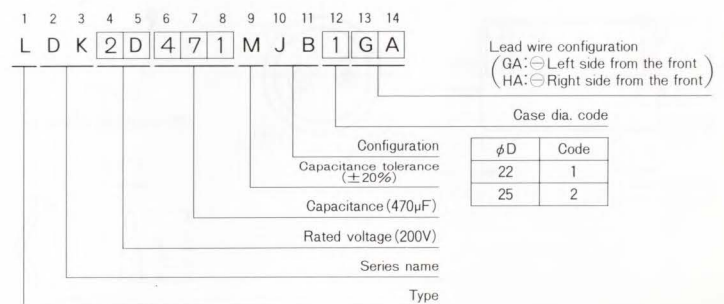 1 2 3 4 5 6 7 8 9 10 11 12 13 14
L D K 2 D 4 7 1 M J B 1 G A
Lead wire configuration
(GA:⊖Left side from the front
HA:⊖Right side from the front)
Case dia. code
φD Code
22 1
25 2
Configuration
Capacitance tolerance
(±20%)
Capacitance (470μF)
Rated voltage (200V)
Series name
Type